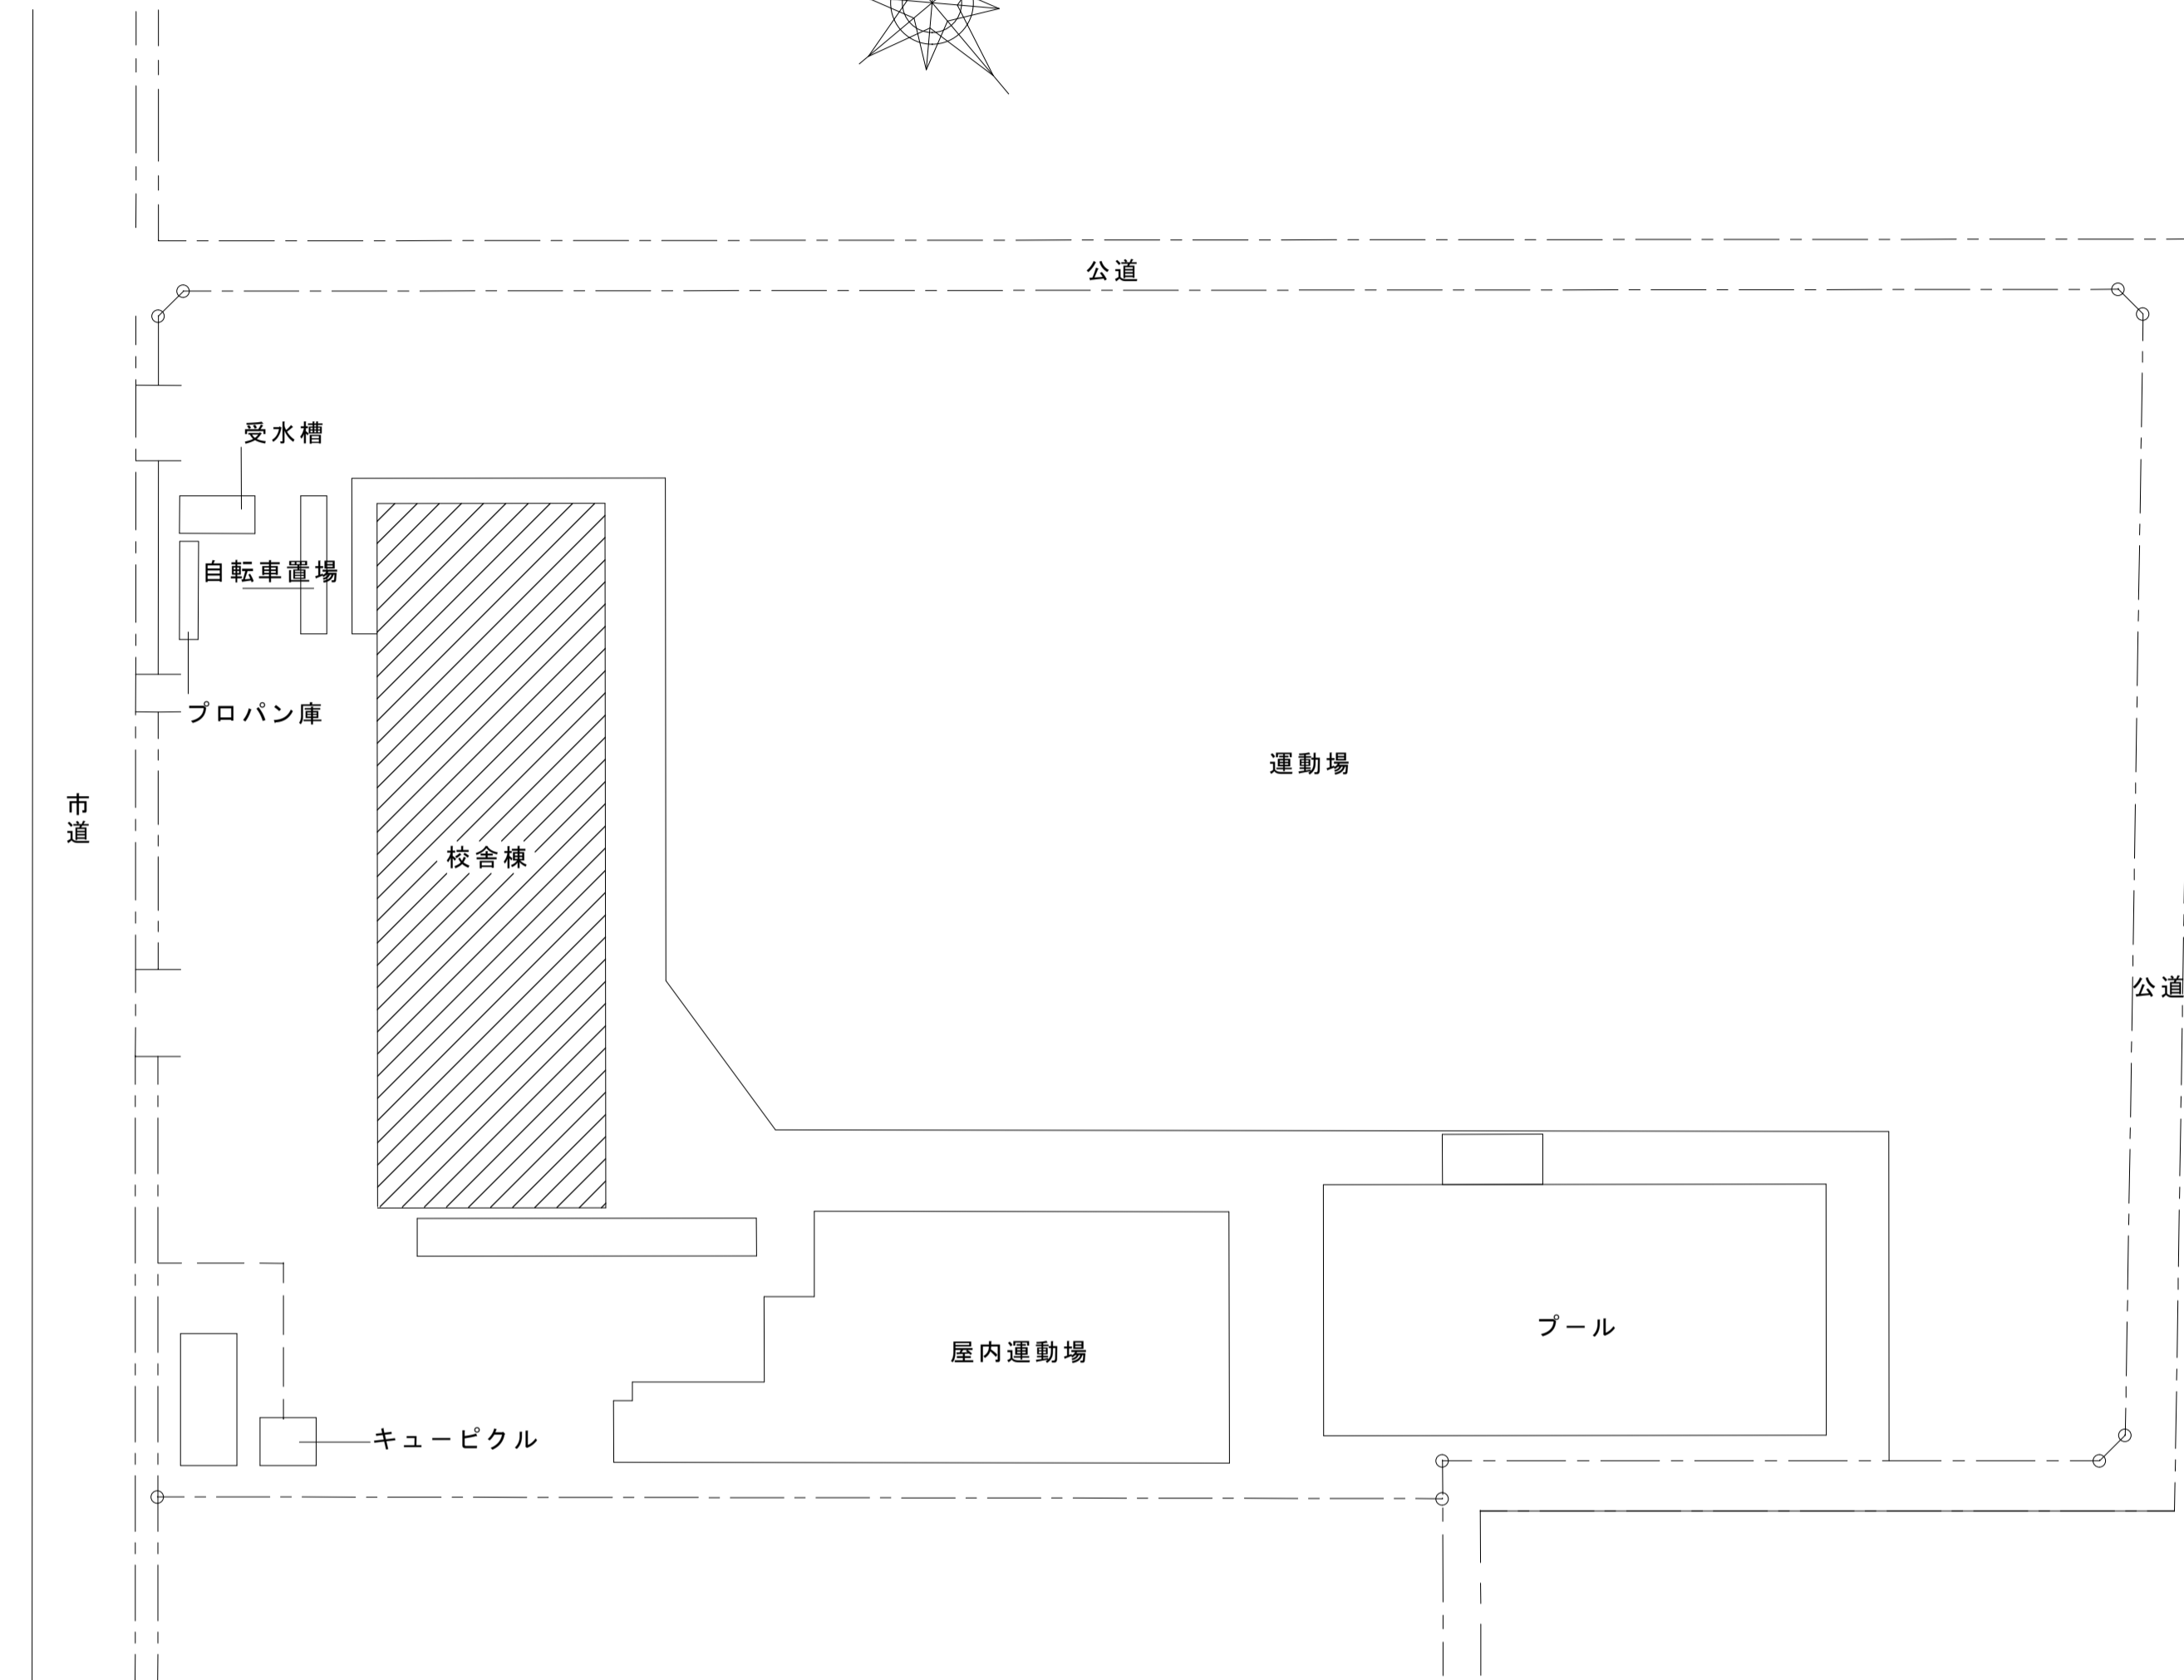 公道
受水槽
自転車置場
プロパン庫
運動場
市道
校舎棟
公道
プール
屋内運動場
キュービクル